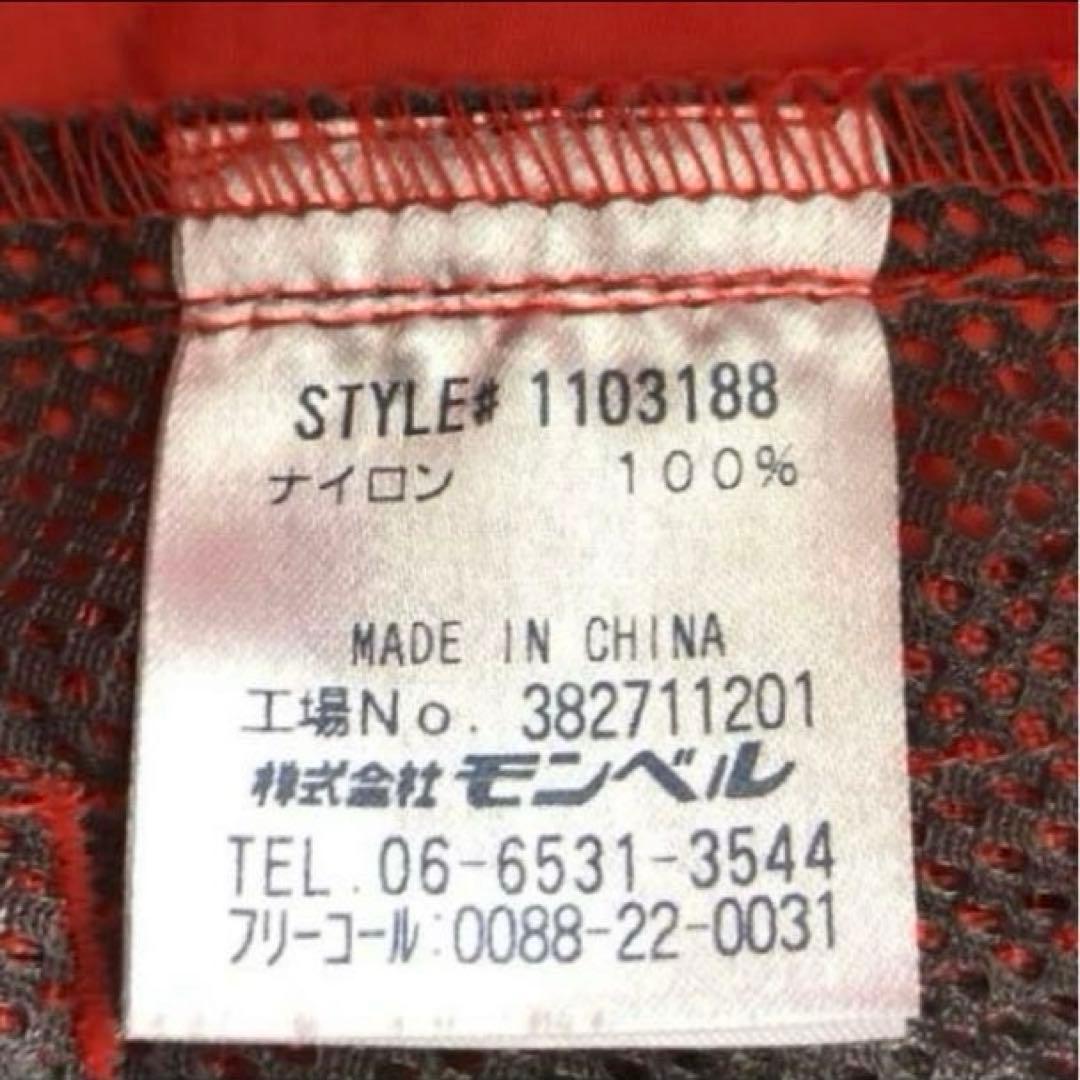 STYLE# 1103188
ナイロン 100%
MADE IN CHINA
工場No. 382711201
株式会社 モンベル
TEL.06-6531-3544
フリーコール:0088-22-0031